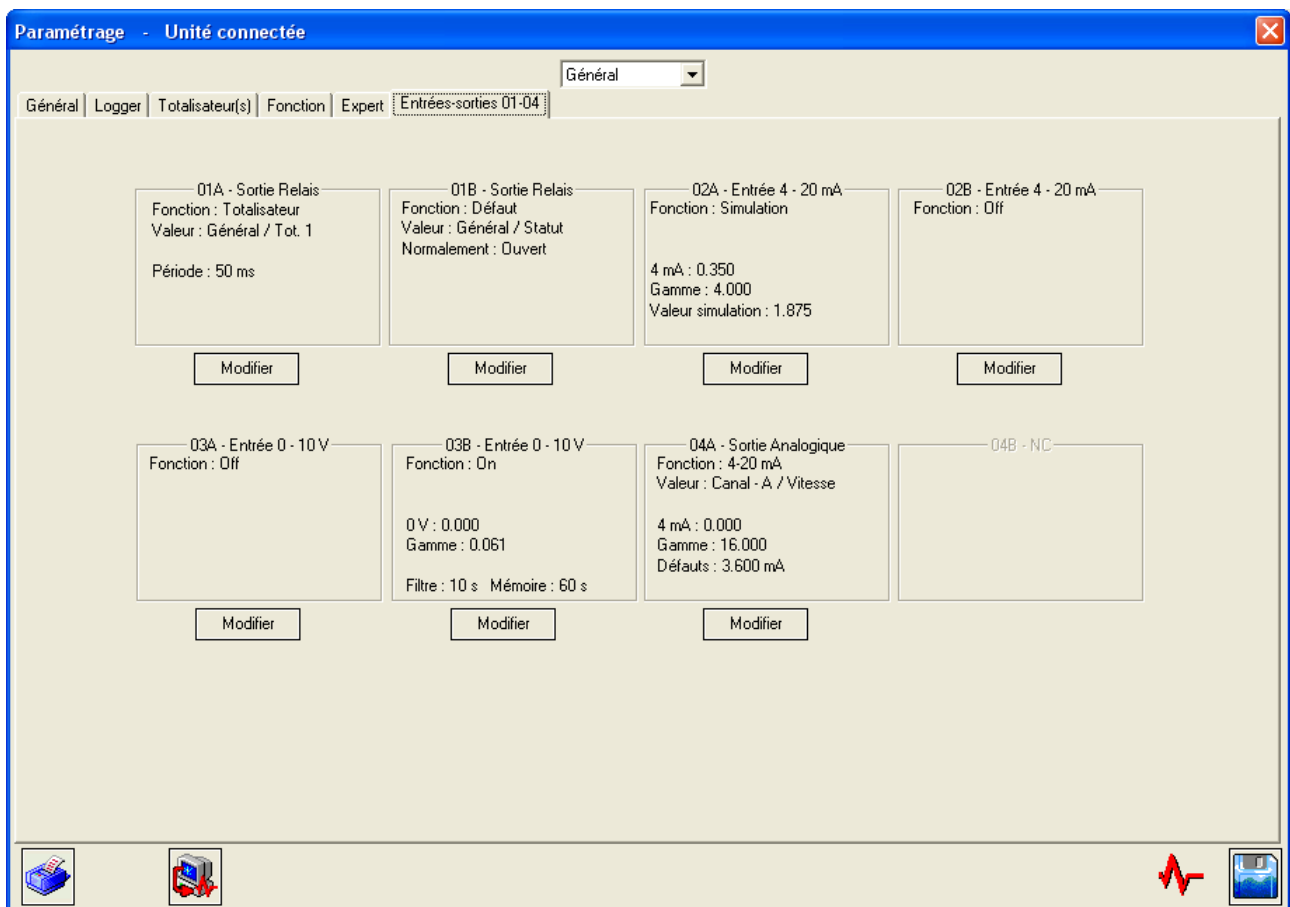 Paramétrage - Unité connectée
Général
Général Logger Totalisateur(s) Fonction Expert Entrées-sorties 01-04
01A - Sortie Relais
Fonction : Totalisateur
Valeur : Général / Tot. 1
Période : 50 ms
Modifier
01B - Sortie Relais
Fonction : Défaut
Valeur : Général / Statut
Normalement : Ouvert
Modifier
02A - Entrée 4 - 20 mA
Fonction : Simulation
4 mA : 0.350
Gamme : 4.000
Valeur simulation : 1.875
Modifier
02B - Entrée 4 - 20 mA
Fonction : Off
Modifier
03A - Entrée 0 - 10 V
Fonction : Off
Modifier
03B - Entrée 0 - 10 V
Fonction : On
0 V : 0.000
Gamme : 0.061
Filtre : 10 s Mémoire : 60 s
Modifier
04A - Sortie Analogique
Fonction : 4-20 mA
Valeur : Canal - A / Vitesse
4 mA : 0.000
Gamme : 16.000
Défauts : 3.600 mA
Modifier
04B - NC